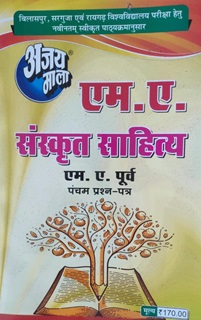 बिलासपुर, सरगुजा एवं रायगढ़ विश्वविद्यालय परीक्षा हेतु
नवीनतम् स्वीकृत पाठ्यक्रमानुसार
अजय
माला
एम. ए.
संस्कृत साहित्य
एम. ए. पूर्व
पंचम प्रश्न-पत्र
मूल्य ₹170.00